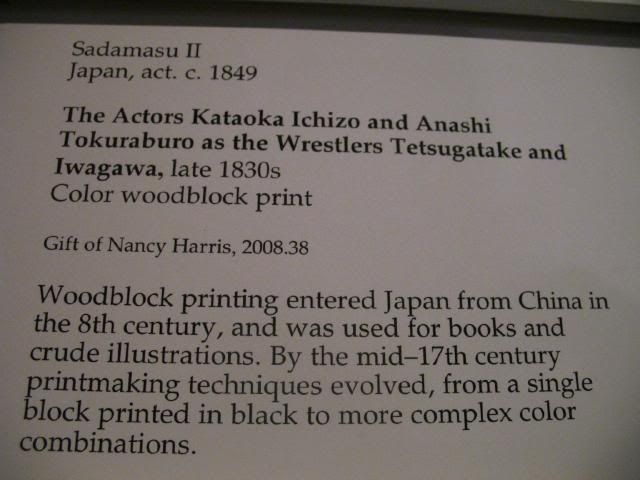 Sadamasu II
Japan, act. c. 1849
The Actors Kataoka Ichizo and Anashi
Tokuraburo as the Wrestlers Tetsugatake and
Iwagawa, late 1830s
Color woodblock print
Gift of Nancy Harris, 2008.38
Woodblock printing entered Japan from China in
the 8th century, and was used for books and
crude illustrations. By the mid–17th century
printmaking techniques evolved, from a single
block printed in black to more complex color
combinations.